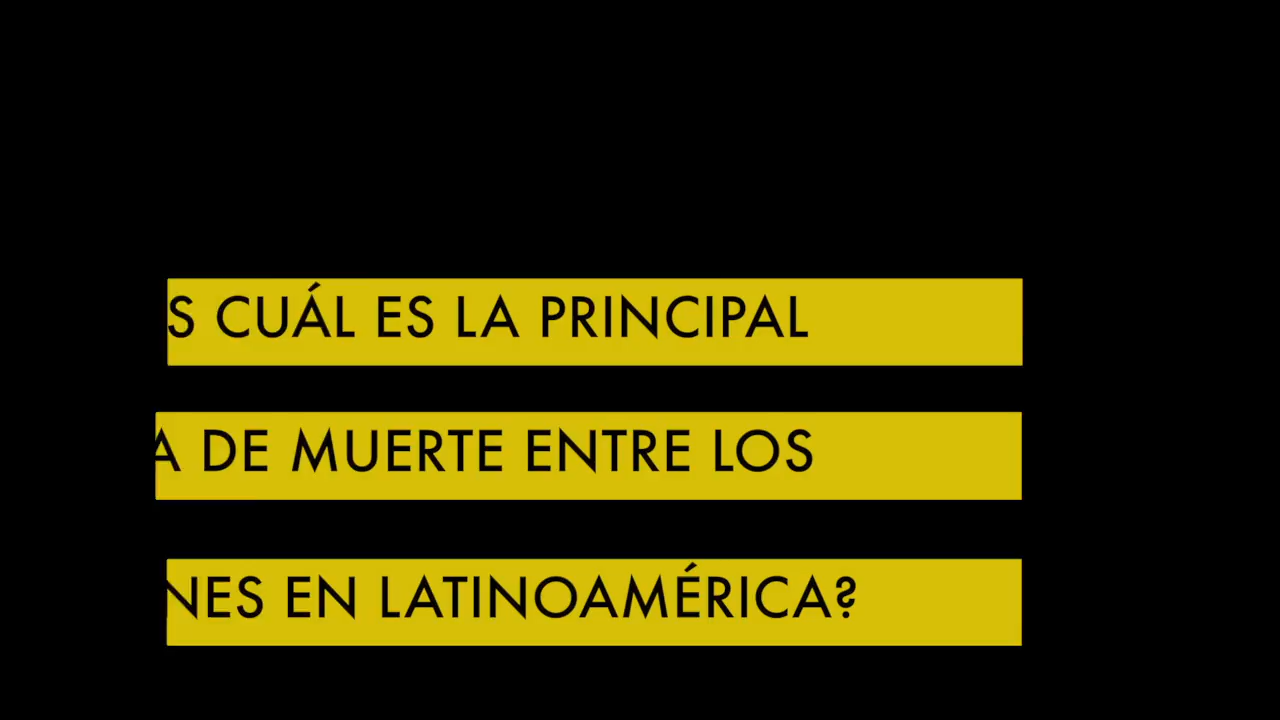 S CUÁL ES LA PRINCIPAL
A DE MUERTE ENTRE LOS
NES EN LATINOAMÉRICA?